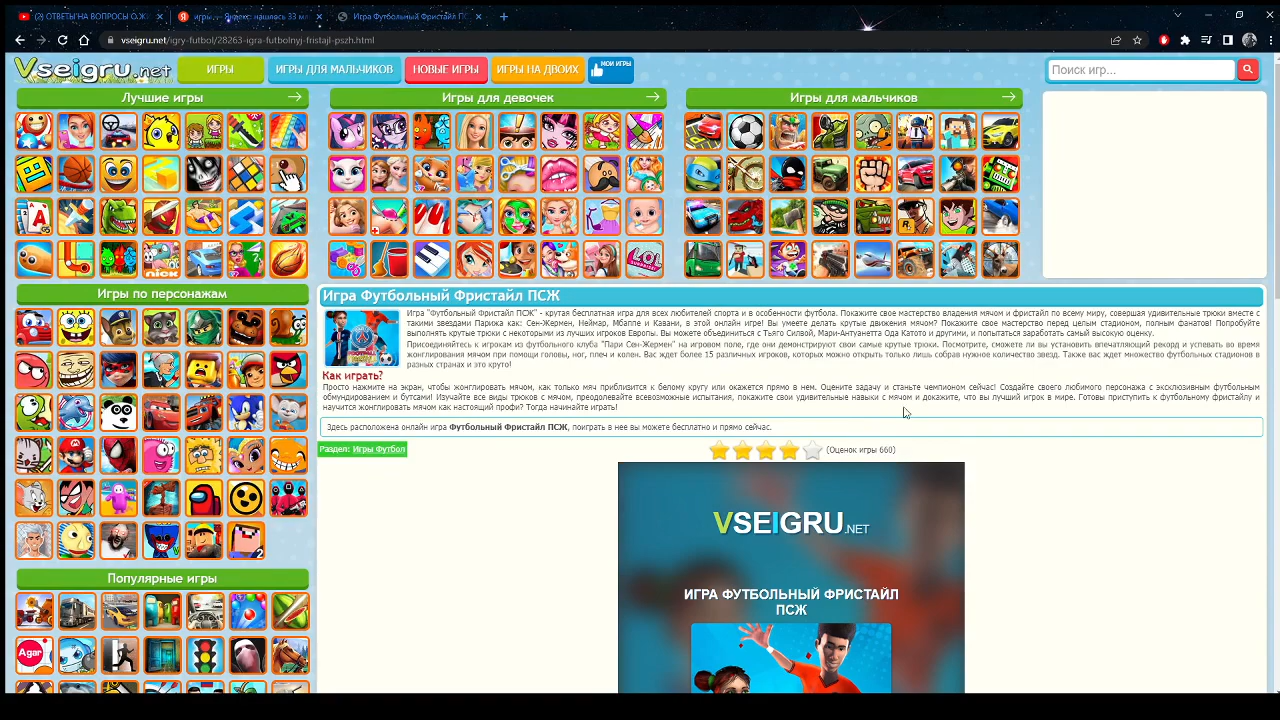 (2) ОТВЕТЫ НА ВОПРОСЫ О.Ж
игры, — Яндекс: нашлось 33 м
Игра Футбольный Фристайл ПС
vseigru.net/igry-futbol/28263-igra-futbolnyj-fristajl-pszh.html
Vseigru.net
ИГРЫ
ИГРЫ ДЛЯ МАЛЬЧИКОВ
НОВЫЕ ИГРЫ
ИГРЫ НА ДВОИХ
МОИ ИГРЫ
Поиск игр...
Лучшие игры
Игры для девочек
Игры для мальчиков
Игры по персонажам
Игра Футбольный Фристайл ПСЖ
Игра "Футбольный Фристайл ПСЖ" - крутая бесплатная игра для всех любителей спорта и в особенности футбола. Покажите свое мастерство владения мячом и фристайл по всему миру, совершая удивительные трюки вместе с
такими звездами Парижа как: Сен-Жермен, Неймар, Мбаппе и Кавани, в этой онлайн игре! Вы умеете делать крутые движения мячом? Покажите свое мастерство перед целым стадионом, полным фанатов! Попробуйте
выполнять крутые трюки с некоторыми из лучших игроков Европы. Вы можете объединиться с Тьяго Силвой, Мари-Антуанетта Ода Катото и другими, и попытаться заработать самый высокую оценку.
Присоединяйтесь к игрокам из футбольного клуба "Пари Сен-Жермен" на игровом поле, где они демонстрируют свои самые крутые трюки. Посмотрите, сможете ли вы установить впечатляющий рекорд и успевать во время
жонглирования мячом при помощи головы, ног, плеч и колен. Вас ждет более 15 различных игроков, которых можно открыть только лишь собрав нужное количество звезд. Также вас ждет множество футбольных стадионов в
разных странах и это круто!
Как играть?
Просто нажмите на экран, чтобы жонглировать мячом, как только мяч приблизится к белому кругу или окажется прямо в нем. Оцените задачу и станьте чемпионом сейчас! Создайте своего любимого персонажа с эксклюзивным футбольным
обмундированием и бутсами! Изучайте все виды трюков с мячом, преодолевайте всевозможные испытания, покажите свои удивительные навыки с мячом и докажите, что вы лучший игрок в мире. Готовы приступить к футбольному фристайлу и
научится жонглировать мячом как настоящий профи? Тогда начинайте играть!
Здесь расположена онлайн игра Футбольный Фристайл ПСЖ, поиграть в нее вы можете бесплатно и прямо сейчас.
Раздел: Игры Футбол
(Оценок игры 660)
VSEIGRU.NET
ИГРА ФУТБОЛЬНЫЙ ФРИСТАЙЛ
ПСЖ
Популярные игры
Agar